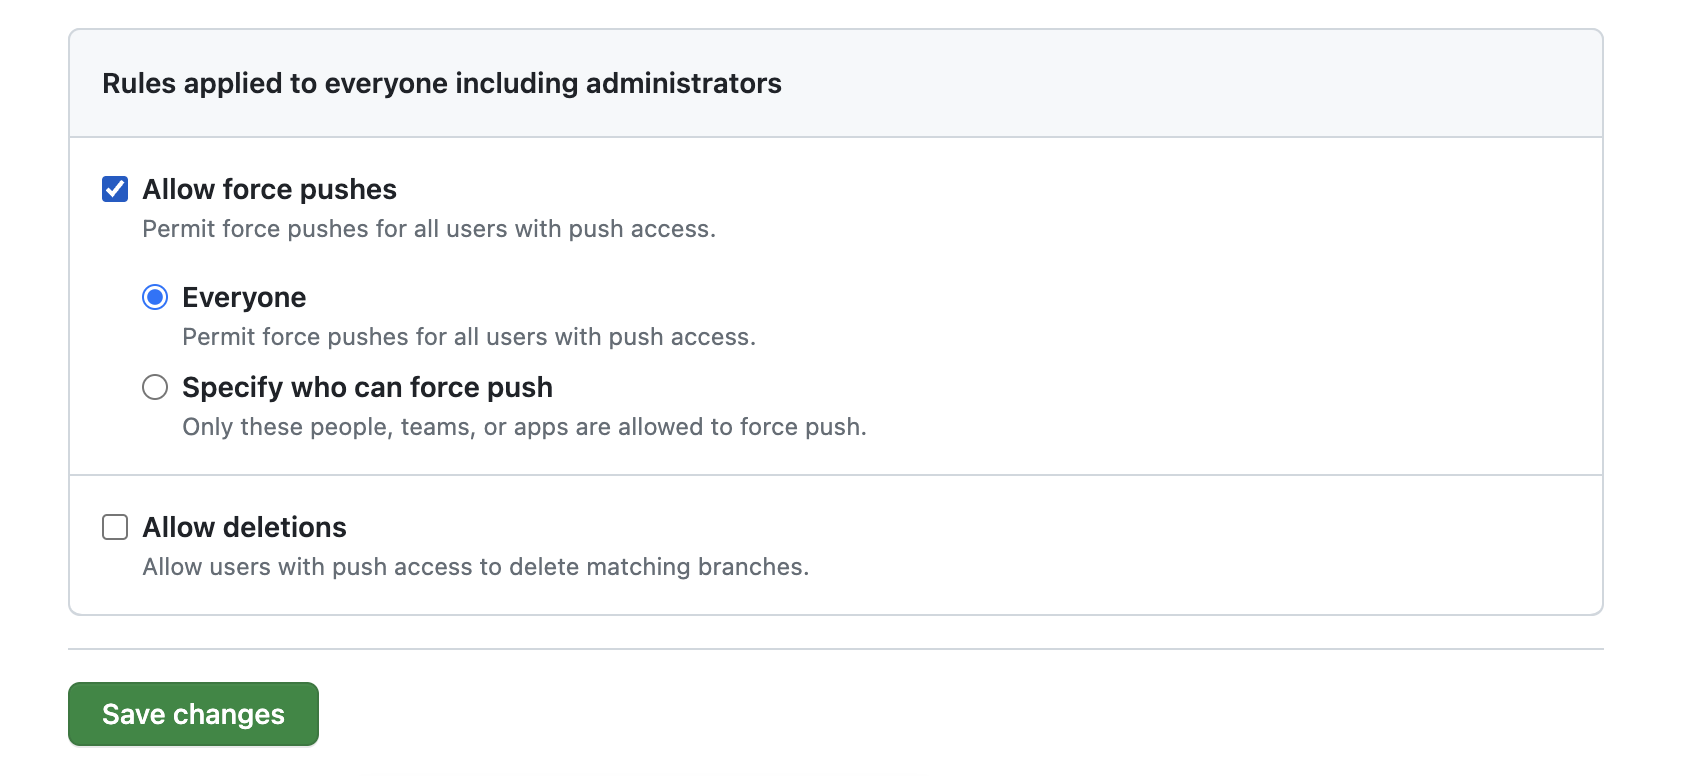 Rules applied to everyone including administrators
Allow force pushes
Permit force pushes for all users with push access.
Everyone
Permit force pushes for all users with push access.
Specify who can force push
Only these people, teams, or apps are allowed to force push.
Allow deletions
Allow users with push access to delete matching branches.
Save changes